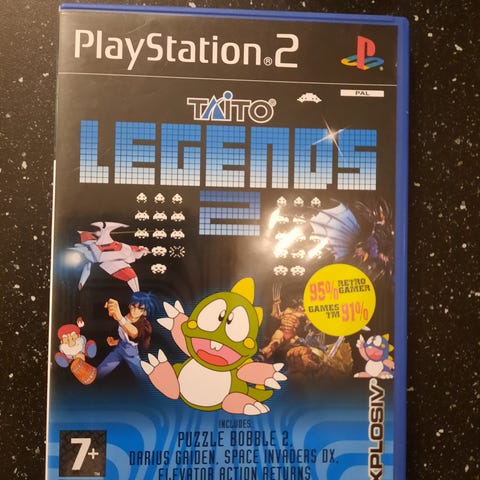 PlayStation®2
PAL
TAITO®
LEGENDS
2
95% RETRO GAMER
GAMES TM 91%
INCLUDES
PUZZLE BOBBLE 2,
DARIUS GAIDEN, SPACE INVADERS DX,
ELEVATOR ACTION RETURNS
7+
XPLOSIV